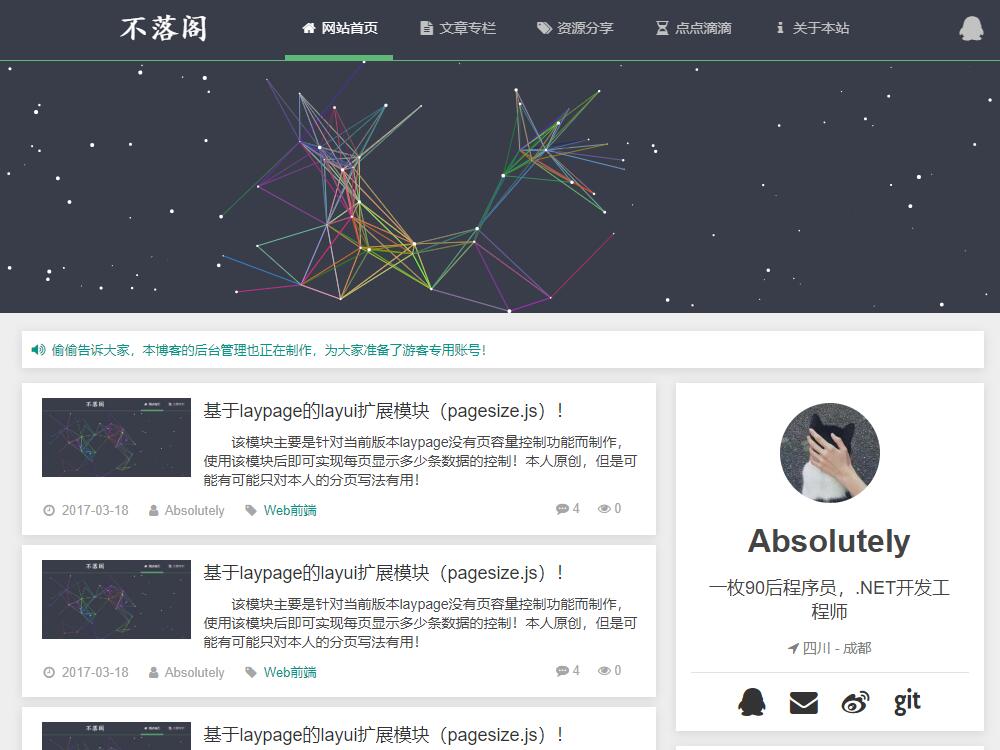 不落阁
网站首页
文章专栏
资源分享
点点滴滴
关于本站
偷偷告诉大家，本博客的后台管理也正在制作，为大家准备了游客专用账号！
基于laypage的layui扩展模块（pagesize.js）！
该模块主要是针对当前版本laypage没有页容量控制功能而制作，
使用该模块后即可实现每页显示多少条数据的控制！本人原创，但是可
能有可能只对本人的分页写法有用！
2017-03-18 Absolutely Web前端 4 0
基于laypage的layui扩展模块（pagesize.js）！
该模块主要是针对当前版本laypage没有页容量控制功能而制作，
使用该模块后即可实现每页显示多少条数据的控制！本人原创，但是可
能有可能只对本人的分页写法有用！
2017-03-18 Absolutely Web前端 4 0
基于laypage的layui扩展模块（pagesize.js）！
Absolutely
一枚90后程序员，.NET开发工
程师
四川 - 成都
git